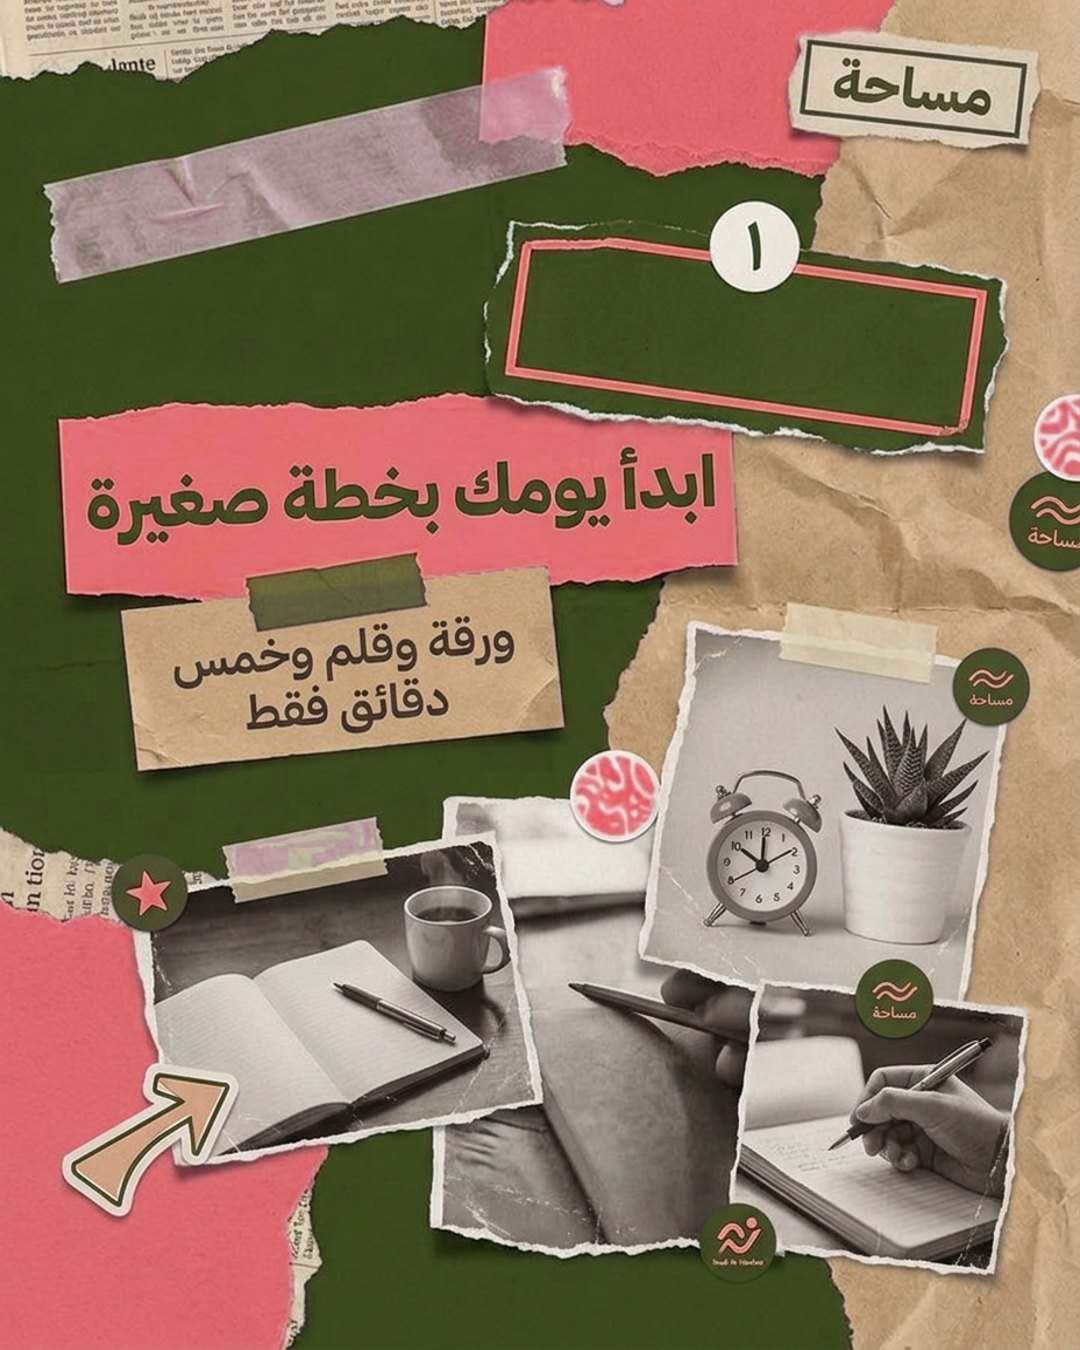 مساحة
١
ابدأ يومك بخطة صغيرة
ورقة وقلم وخمس
دقائق فقط
مساحة
مساحة
مساحة